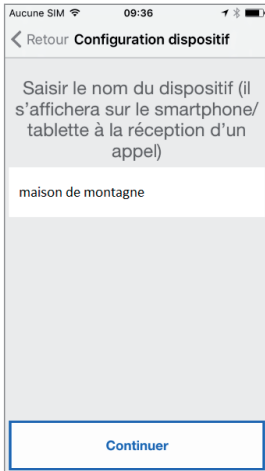 Aucune SIM 09:36
Retour Configuration dispositif
Saisir le nom du dispositif (il
s'affichera sur le smartphone/
tablette à la réception d'un
appel)
maison de montagne
Continuer